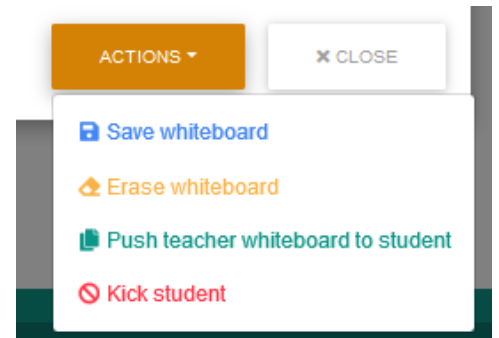 ACTIONS
CLOSE
Save whiteboard
Erase whiteboard
Push teacher whiteboard to student
Kick student